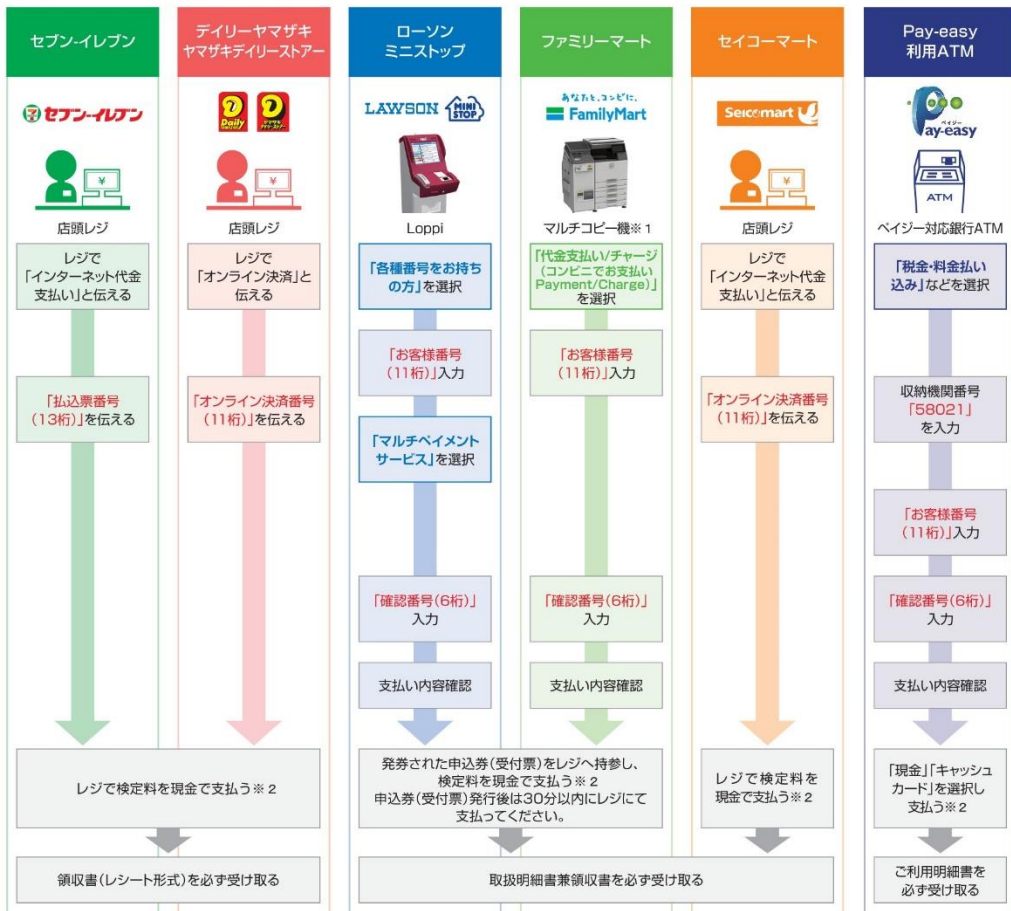 セブン-イレブン
デイリーヤマザキ
ヤマザキデイリーストアー
ローソン
ミニストップ
ファミリーマート
セイコーマート
Pay-easy
利用ATM
セブン-イレブン
Daily
LAWSON
MINI
STOP
あなたと、コンビに、
FamilyMart
Seicomart
ペイジー
Pay-easy
¥
¥
¥
ATM
店頭レジ
店頭レジ
Loppi
マルチコピー機※1
店頭レジ
ペイジー対応銀行ATM
レジで
「インターネット代金
支払い」と伝える
レジで
「オンライン決済」と
伝える
「各種番号をお持ち
の方」を選択
「代金支払い/チャージ
(コンビニでお支払い
Payment/Charge)」
を選択
レジで
「インターネット代金
支払い」と伝える
「税金・料金払い
込み」などを選択
「お客様番号
(11桁)」入力
「お客様番号
(11桁)」入力
「払込票番号
(13桁)」を伝える
「オンライン決済番号
(11桁)」を伝える
「オンライン決済番号
(11桁)」を伝える
収納機関番号
「58021」
を入力
「マルチペイメント
サービス」を選択
「お客様番号
(11桁)」入力
「確認番号(6桁)」
入力
「確認番号(6桁)」
入力
「確認番号(6桁)」
入力
支払い内容確認
支払い内容確認
支払い内容確認
レジで検定料を現金で支払う※2
発券された申込券(受付票)をレジへ持参し、
検定料を現金で支払う※2
申込券(受付票)発行後は30分以内にレジにて
支払ってください。
レジで検定料を
現金で支払う※2
「現金」「キャッシュ
カード」を選択し
支払う※2
領収書(レシート形式)を必ず受け取る
取扱明細書兼領収書を必ず受け取る
ご利用明細書を
必ず受け取る